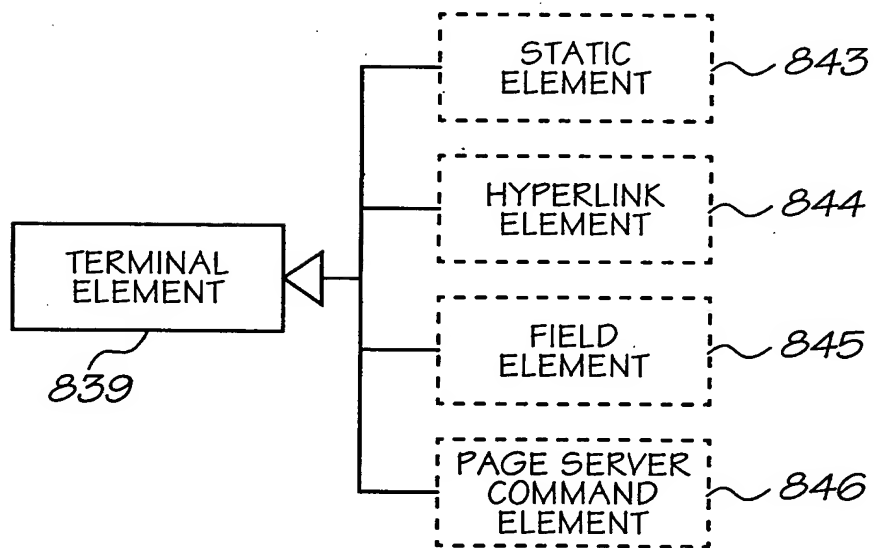 STATIC
ELEMENT
843
HYPERLINK
ELEMENT
844
TERMINAL
ELEMENT
839
FIELD
ELEMENT
845
PAGE SERVER
COMMAND
ELEMENT
846